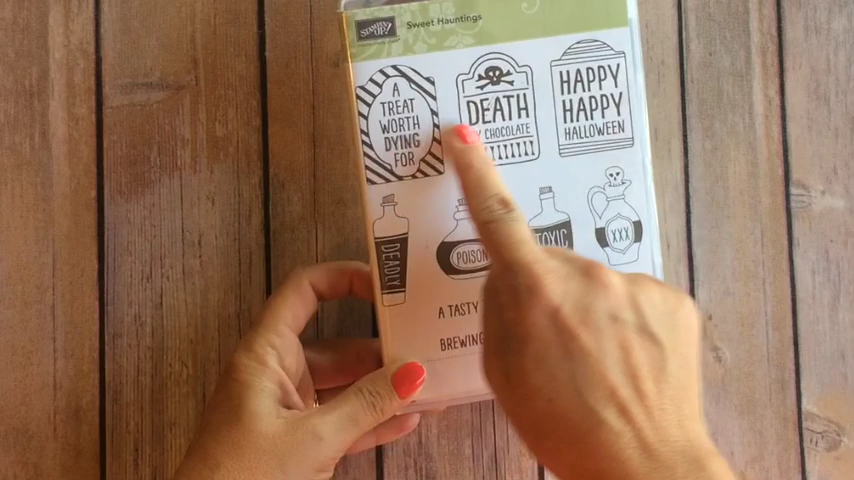 STAMPIN' UP!
Sweet Hauntings
A
TREAT
WORTH
DYING
FOR
DEATH
CHOCOLATE
HAPPY
HAPPY
HALLOWEEN
DEADLY
POISON
TOXIC
XXX
A TASTY
BREWING